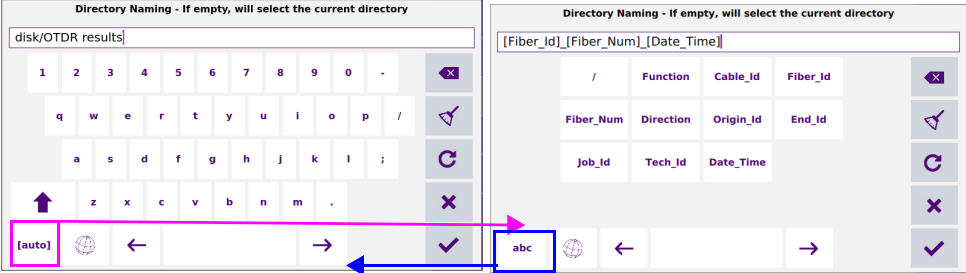 Directory Naming - If empty, will select the current directory
disk/OTDR results
1 2 3 4 5 6 7 8 9 0 -
q w e r t y u i o p /
a s d f g h j k l ;
z x c v b n m .
[auto]
Directory Naming - If empty, will select the current directory
[Fiber_Id]_[Fiber_Num]_[Date_Time]
/ Function Cable_Id Fiber_Id
Fiber_Num Direction Origin_Id End_Id
Job_Id Tech_Id Date_Time
abc